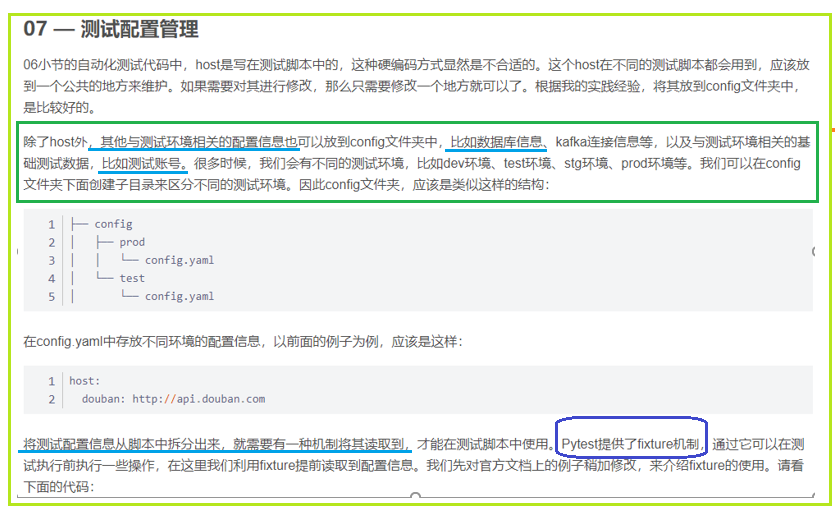 07 — 测试配置管理
06小节的自动化测试代码中，host是写在测试脚本中的，这种硬编码方式显然是不合适的。这个host在不同的测试脚本都会用到，应该放
到一个公共的地方来维护。如果需要对其进行修改，那么只需要修改一个地方就可以了。根据我的实践经验，将其放到config文件夹中，
是比较好的。
除了host外，其他与测试环境相关的配置信息也可以放到config文件夹中，比如数据库信息、kafka连接信息等，以及与测试环境相关的基
础测试数据，比如测试账号。很多时候，我们会有不同的测试环境，比如dev环境、test环境、stg环境、prod环境等。我们可以在config
文件夹下面创建子目录来区分不同的测试环境。因此config文件夹，应该是类似这样的结构：
1 ├── config
2 │   ├── prod
3 │   │   └── config.yaml
4 │   └── test
5 │       └── config.yaml
在config.yaml中存放不同环境的配置信息，以前面的例子为例，应该是这样：
1 host:
2   douban: http://api.douban.com
将测试配置信息从脚本中拆分出来，就需要有一种机制将其读取到，才能在测试脚本中使用。Pytest提供了fixture机制，通过它可以在测
试执行前执行一些操作，在这里我们利用fixture提前读取到配置信息。我们先对官方文档上的例子稍加修改，来介绍fixture的使用。请看
下面的代码：